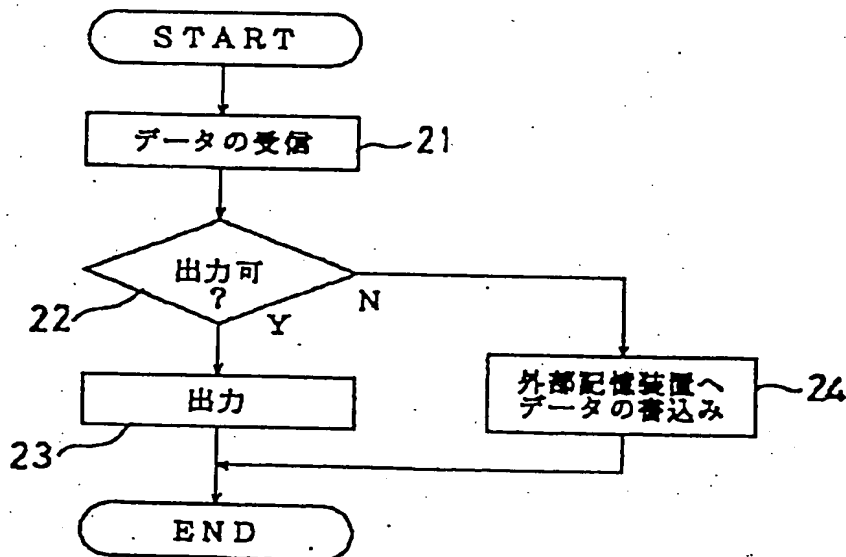 START
データの受信
21
出力可
?
22
Y
N
出力
23
外部記憶装置へ
データの書込み
24
END